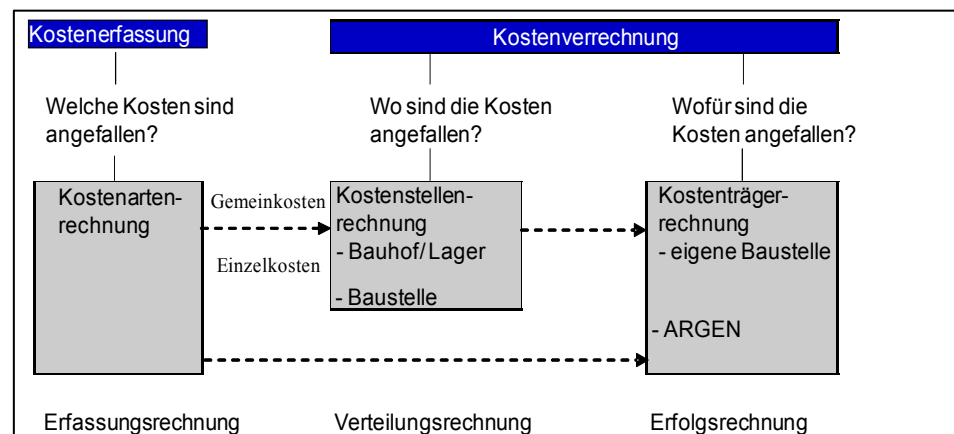 Kostenerfassung
Kostenverrechnung
Welche Kosten sind
angefallen?
Wo sind die Kosten
angefallen?
Wofür sind die
Kosten angefallen?
Kostenarten-
rechnung
Gemeinkosten
Einzelkosten
Kostenstellen-
rechnung
- Bauhof/ Lager
- Baustelle
Kostenträger-
rechnung
- eigene Baustelle
- ARGEN
Erfassungsrechnung
Verteilungsrechnung
Erfolgsrechnung